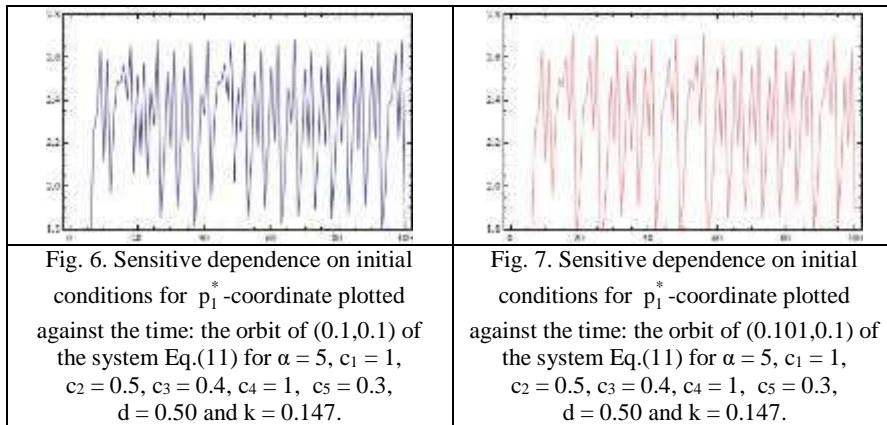 Fig. 6. Sensitive dependence on initial
conditions for p₁* -coordinate plotted
against the time: the orbit of (0.1,0.1) of
the system Eq.(11) for α = 5, c₁ = 1,
c₂ = 0.5, c₃ = 0.4, c₄ = 1, c₅ = 0.3,
d = 0.50 and k = 0.147.
Fig. 7. Sensitive dependence on initial
conditions for p₁* -coordinate plotted
against the time: the orbit of (0.101,0.1) of
the system Eq.(11) for α = 5, c₁ = 1,
c₂ = 0.5, c₃ = 0.4, c₄ = 1, c₅ = 0.3,
d = 0.50 and k = 0.147.